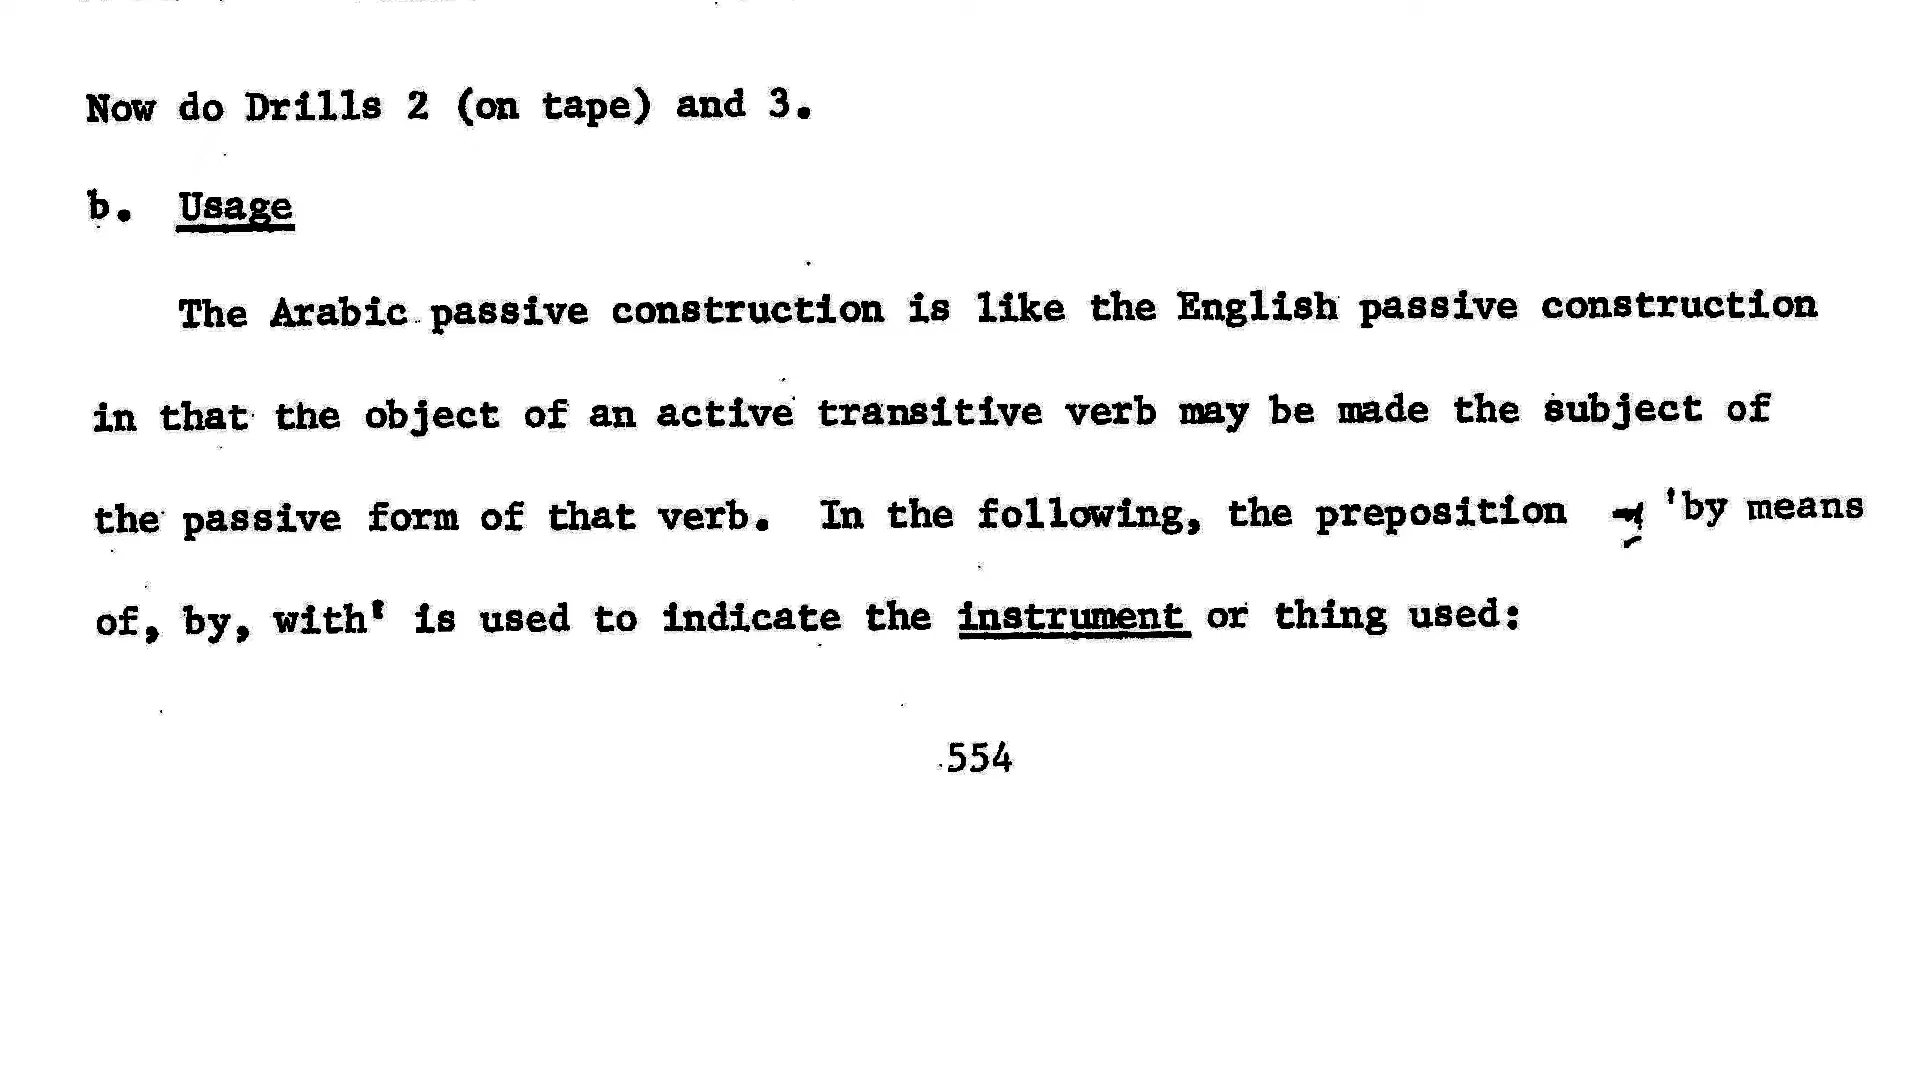 Now do Drills 2 (on tape) and 3.
b. Usage
The Arabic passive construction is like the English passive construction
in that the object of an active transitive verb may be made the subject of
the passive form of that verb. In the following, the preposition بِـ 'by means
of, by, with' is used to indicate the instrument or thing used:
554